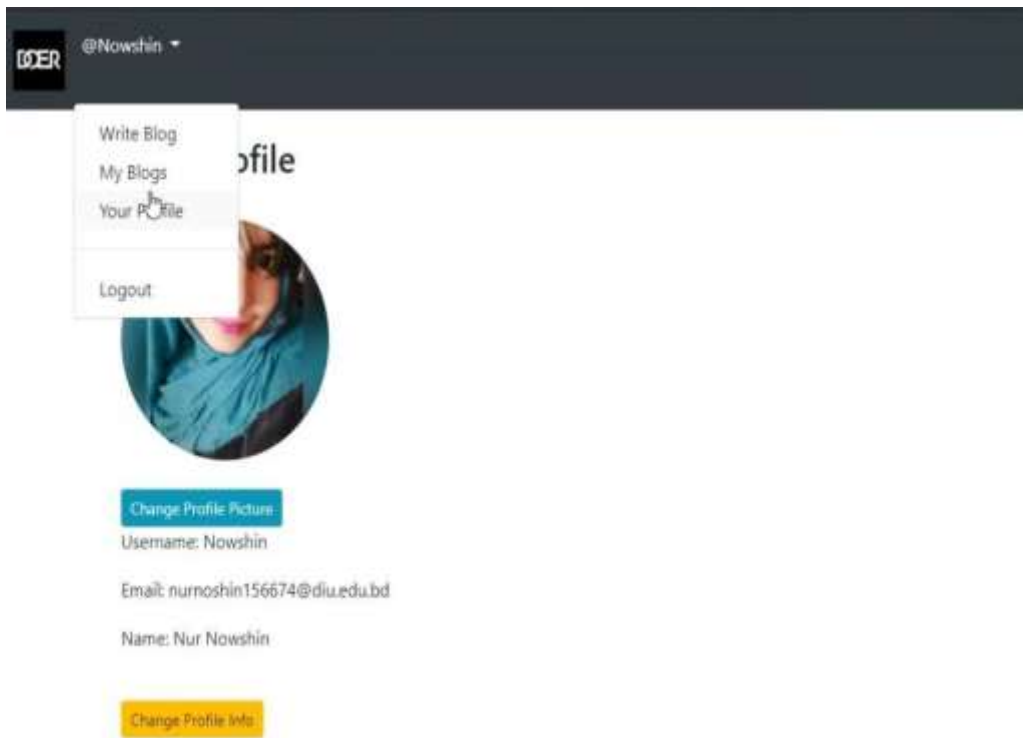 DOER
@Nowshin
Write Blog
ofile
My Blogs
Your Profile
Logout
Change Profile Picture
Username: Nowshin
Email: nurnoshin156674@diu.edu.bd
Name: Nur Nowshin
Change Profile Info